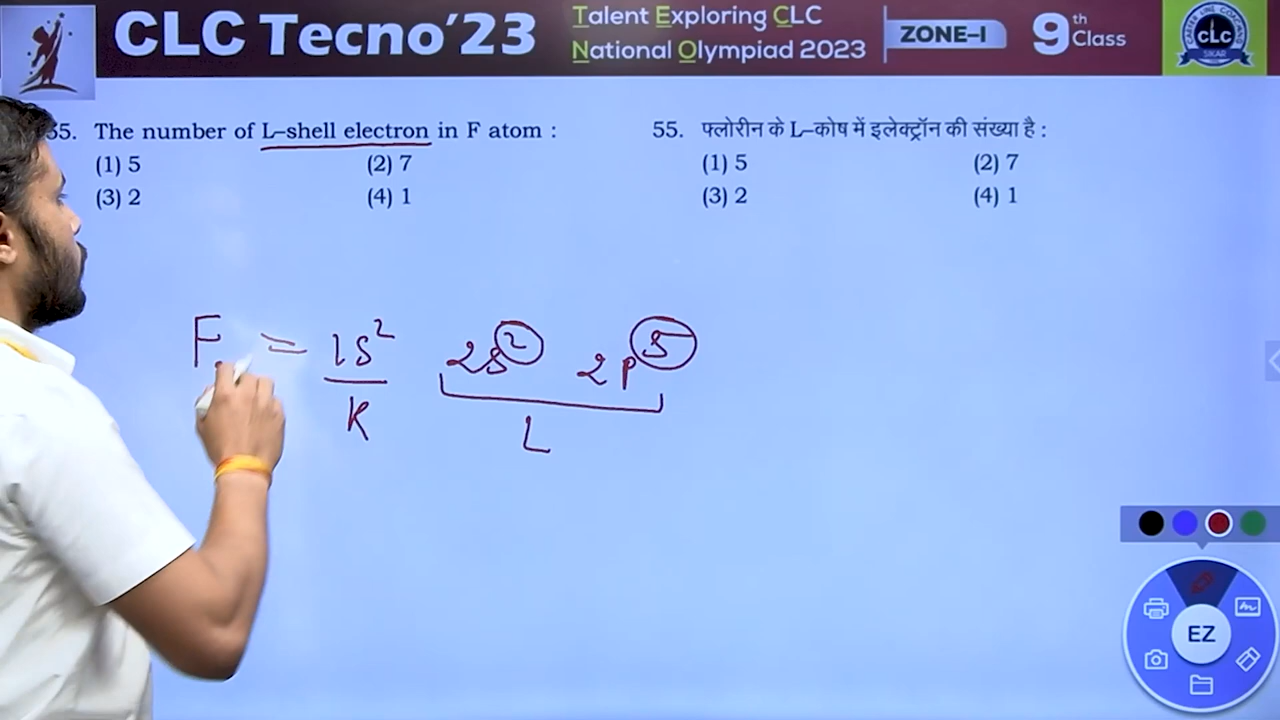 CLC Tecno'23
Talent Exploring CLC
National Olympiad 2023
ZONE–I
9th Class
CLC
SIKAR
55. The number of L–shell electron in F atom :
(1) 5 (2) 7
(3) 2 (4) 1
55. फ्लोरीन के L–कोष में इलेक्ट्रॉन की संख्या है :
(1) 5 (2) 7
(3) 2 (4) 1
F = 1s² 2s² 2p⁵
K L
EZ